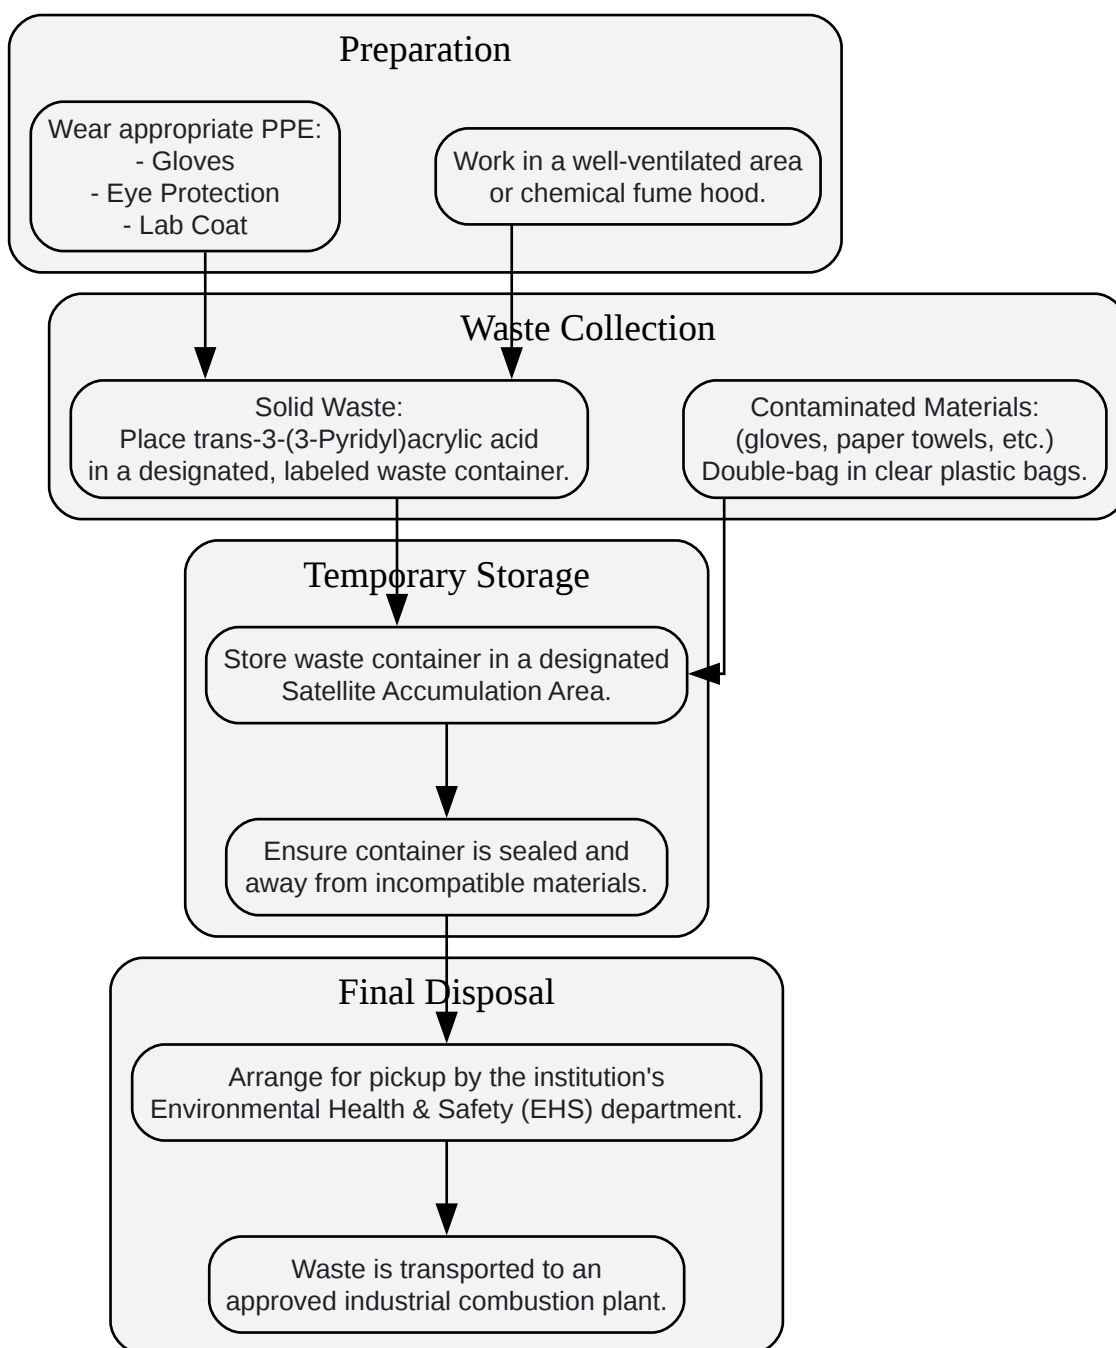 Preparation
Wear appropriate PPE:
- Gloves
- Eye Protection
- Lab Coat
Work in a well-ventilated area
or chemical fume hood.
Waste Collection
Solid Waste:
Place trans-3-(3-Pyridyl)acrylic acid
in a designated, labeled waste container.
Contaminated Materials:
(gloves, paper towels, etc.)
Double-bag in clear plastic bags.
Temporary Storage
Store waste container in a designated
Satellite Accumulation Area.
Ensure container is sealed and
away from incompatible materials.
Final Disposal
Arrange for pickup by the institution's
Environmental Health & Safety (EHS) department.
Waste is transported to an
approved industrial combustion plant.